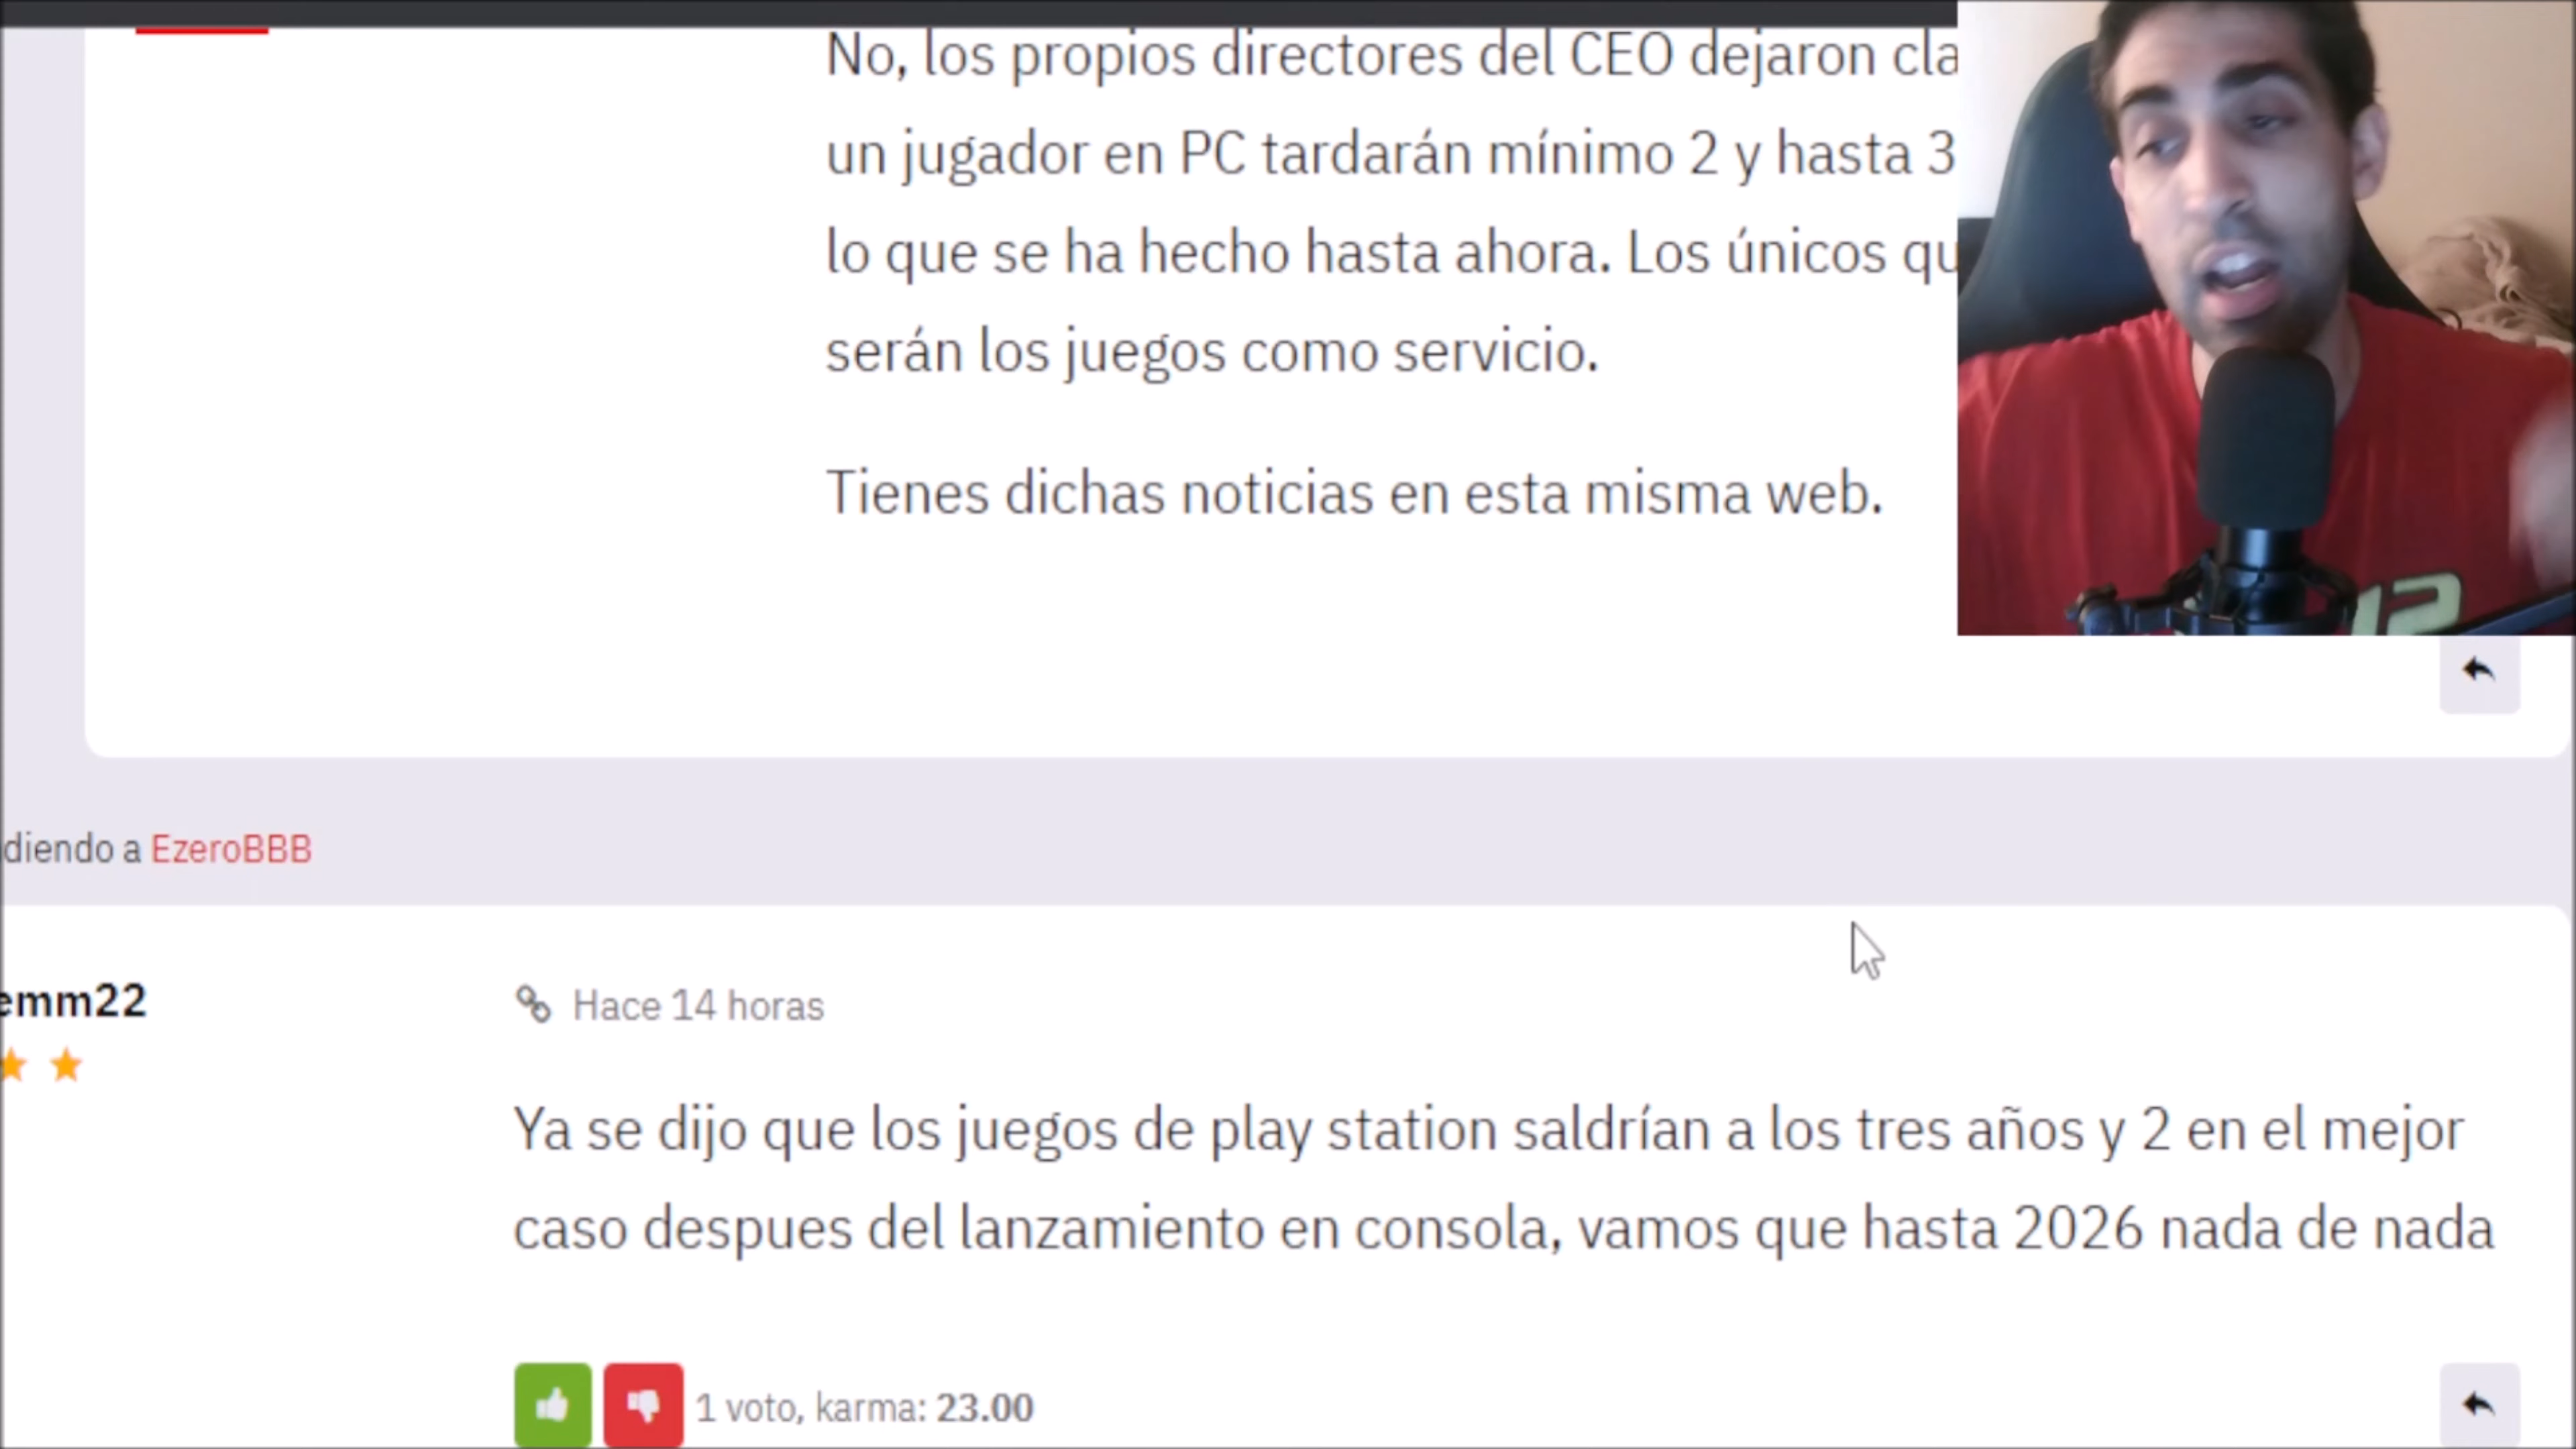 No, los propios directores del CEO dejaron
un jugador en PC tardarán mínimo 2 y hasta 3
lo que se ha hecho hasta ahora. Los únicos
serán los juegos como servicio.
Tienes dichas noticias en esta misma web.
diendo a EzeroBBB
emm22
Hace 14 horas
Ya se dijo que los juegos de play station saldrían a los tres años y 2 en el mejor
caso despues del lanzamiento en consola, vamos que hasta 2026 nada de nada
1 voto, karma: 23.00